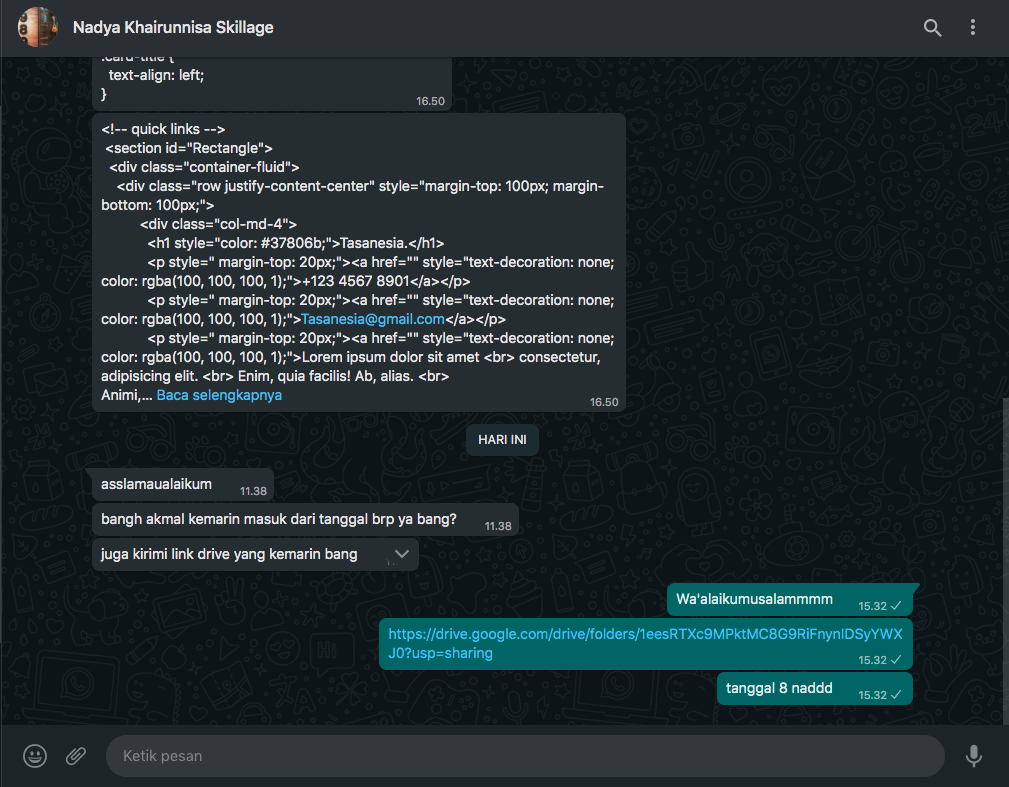 Nadya Khairunnisa Skillage
.card-title {
text-align: left;
}
16.50
<!-- quick links -->
<section id="Rectangle">
<div class="container-fluid">
<div class="row justify-content-center" style="margin-top: 100px; margin-
bottom: 100px;">
<div class="col-md-4">
<h1 style="color: #37806b;">Tasanesia.</h1>
<p style=" margin-top: 20px;"><a href="" style="text-decoration: none;
color: rgba(100, 100, 100, 1);">+123 4567 8901</a></p>
<p style=" margin-top: 20px;"><a href="" style="text-decoration: none;
color: rgba(100, 100, 100, 1);">Tasanesia@gmail.com</a></p>
<p style=" margin-top: 20px;"><a href="" style="text-decoration: none;
color: rgba(100, 100, 100, 1);">Lorem ipsum dolor sit amet <br> consectetur,
adipisicing elit. <br> Enim, quia facilis! Ab, alias. <br>
Animi,... Baca selengkapnya
16.50
HARI INI
asslamaualaikum
11.38
bangh akmal kemarin masuk dari tanggal brp ya bang?
11.38
juga kirimi link drive yang kemarin bang
Wa'alaikumusalammmm
15.32
https://drive.google.com/drive/folders/1eesRTXc9MPktMC8G9RiFnynIDSyYWX
J0?usp=sharing
15.32
tanggal 8 naddd
15.32
Ketik pesan